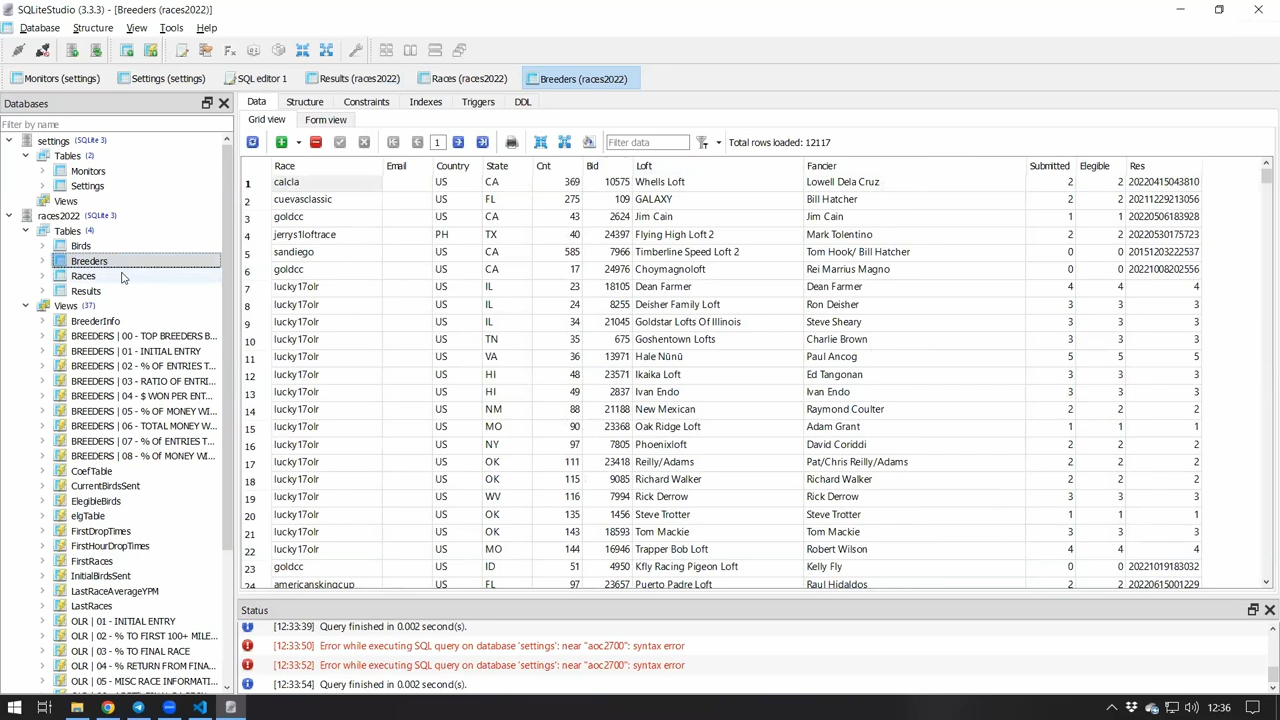 SQLiteStudio (3.3.3) - [Breeders (races2022)]
Database Structure View Tools Help
Monitors (settings) Settings (settings) SQL editor 1 Results (races2022) Races (races2022) Breeders (races2022)
Databases
Filter by name
settings (SQLite 3)
Tables (2)
Monitors
Settings
Views
races2022 (SQLite 3)
Tables (4)
Birds
Breeders
Races
Results
Views (37)
BreederInfo
BREEDERS | 00 - TOP BREEDERS B...
BREEDERS | 01 - INITIAL ENTRY
BREEDERS | 02 - % OF ENTRIES T...
BREEDERS | 03 - RATIO OF ENTRI...
BREEDERS | 04 - $ WON PER ENT...
BREEDERS | 05 - % OF MONEY WI...
BREEDERS | 06 - TOTAL MONEY W...
BREEDERS | 07 - % OF ENTRIES T...
BREEDERS | 08 - % Of MONEY WI...
CoefTable
CurrentBirdsSent
ElegibleBirds
elgTable
FirstDropTimes
FirstHourDropTimes
FirstRaces
InitialBirdsSent
LastRaceAverageYPM
LastRaces
OLR | 01 - INITIAL ENTRY
OLR | 02 - % TO FIRST 100+ MILE...
OLR | 03 - % TO FINAL RACE
OLR | 04 - % RETURN FROM FINA...
OLR | 05 - MISC RACE INFORMATI...
Data Structure Constraints Indexes Triggers DDL
Grid view Form view
1 Filter data Total rows loaded: 12117
Race Email Country State Cnt Bid Loft Fancier Submitted Elegible Res
1 calcla US CA 369 10575 Whells Loft Lowell Dela Cruz 2 2 20220415043810
2 cuevasclassic US FL 275 109 GALAXY Bill Hatcher 2 2 20211229213056
3 goldcc US CA 43 2624 Jim Cain Jim Cain 1 1 20220506183928
4 jerrys1loftrace PH TX 40 24397 Flying High Loft 2 Mark Tolentino 2 2 20220530175723
5 sandiego US CA 585 7966 Timberline Speed Loft 2 Tom Hook/ Bill Hatcher 0 0 20151203222537
6 goldcc US CA 17 24976 Choymagnoloft Rei Marrius Magno 0 0 20221008202556
7 lucky17olr US IL 23 18105 Dean Farmer Dean Farmer 4 4 4
8 lucky17olr US IL 24 8255 Deisher Family Loft Ron Deisher 3 3 3
9 lucky17olr US IL 34 21045 Goldstar Lofts Of Illinois Steve Sheary 3 3 3
10 lucky17olr US TN 35 675 Goshentown Lofts Charlie Brown 3 3 3
11 lucky17olr US VA 36 13971 Hale Nūnū Paul Ancog 5 5 5
12 lucky17olr US HI 48 23571 Ikaika Loft Ed Tangonan 3 3 3
13 lucky17olr US HI 49 2837 Ivan Endo Ivan Endo 3 3 3
14 lucky17olr US NM 88 21188 New Mexican Raymond Coulter 2 2 2
15 lucky17olr US MO 90 23368 Oak Ridge Loft Adam Grant 1 1 1
16 lucky17olr US NY 97 7805 Phoenixloft David Coriddi 2 2 2
17 lucky17olr US OK 111 23418 Reilly/Adams Pat/Chris Reilly/Adams 2 2 2
18 lucky17olr US OK 115 9085 Richard Walker Richard Walker 2 2 2
19 lucky17olr US WV 116 7994 Rick Derrow Rick Derrow 3 3 3
20 lucky17olr US OK 135 1456 Steve Trotter Steve Trotter 1 1 1
21 lucky17olr US OK 143 18593 Tom Mackie Tom Mackie 3 3 3
22 lucky17olr US MO 144 16946 Trapper Bob Loft Robert Wilson 4 4 4
23 goldcc US ID 51 4950 Kfly Racing Pigeon Loft Kelly Fly 0 0 20221019183032
24 americanskingcup US FL 97 23657 Puerto Padre Loft Raul Hidaldos 2 2 20220615001229
Status
[12:33:39] Query finished in 0.002 second(s).
[12:33:50] Error while executing SQL query on database 'settings': near "aoc2700": syntax error
[12:33:52] Error while executing SQL query on database 'settings': near "aoc2700": syntax error
[12:33:54] Query finished in 0.002 second(s).
12:36